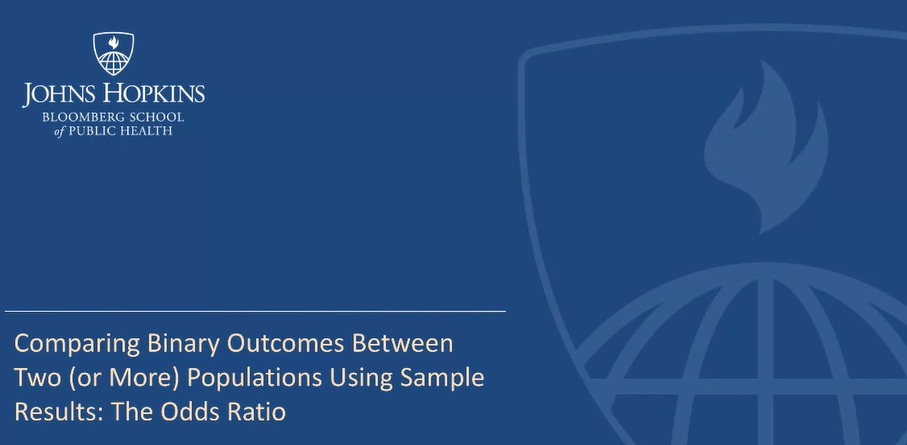 JOHNS HOPKINS
BLOOMBERG SCHOOL
of PUBLIC HEALTH
Comparing Binary Outcomes Between
Two (or More) Populations Using Sample
Results: The Odds Ratio